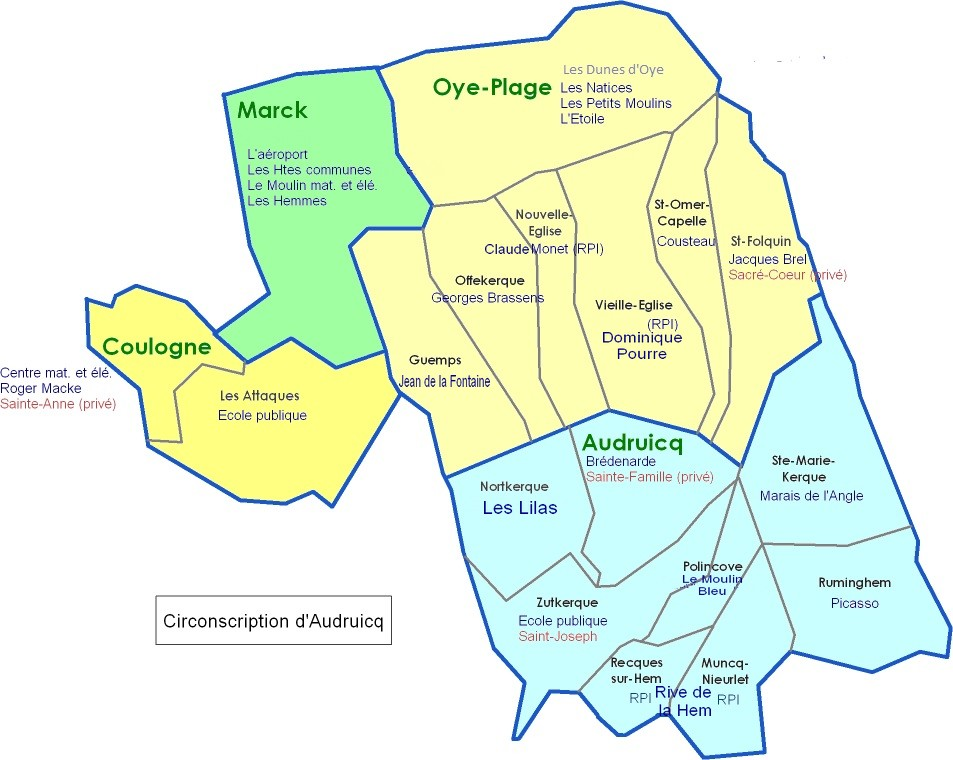 Les Dunes d'Oye
Oye-Plage
Les Natices
Les Petits Moulins
L'Etoile
Marck
L'aéroport
Les Htes communes
Le Moulin mat. et élé.
Les Hemmes
St-Omer-
Capelle
Cousteau
Nouvelle-
Eglise
Claude Monet (RPI)
St-Folquin
Jacques Brel
Sacré-Coeur (privé)
Offekerque
Georges Brassens
Vieille-Eglise
(RPI)
Dominique
Pourre
Coulogne
Centre mat. et élé.
Roger Macke
Sainte-Anne (privé)
Guemps
Jean de la Fontaine
Les Attaques
Ecole publique
Audruicq
Brédenarde
Sainte-Famille (privé)
Ste-Marie-
Kerque
Marais de l'Angle
Nortkerque
Les Lilas
Polincove
Le Moulin
Bleu
Ruminghem
Picasso
Zutkerque
Ecole publique
Saint-Joseph
Circonscription d'Audruicq
Recques
sur-Hem
RPI
Muncq-
Nieurlet
RPI
Rive de
la Hem